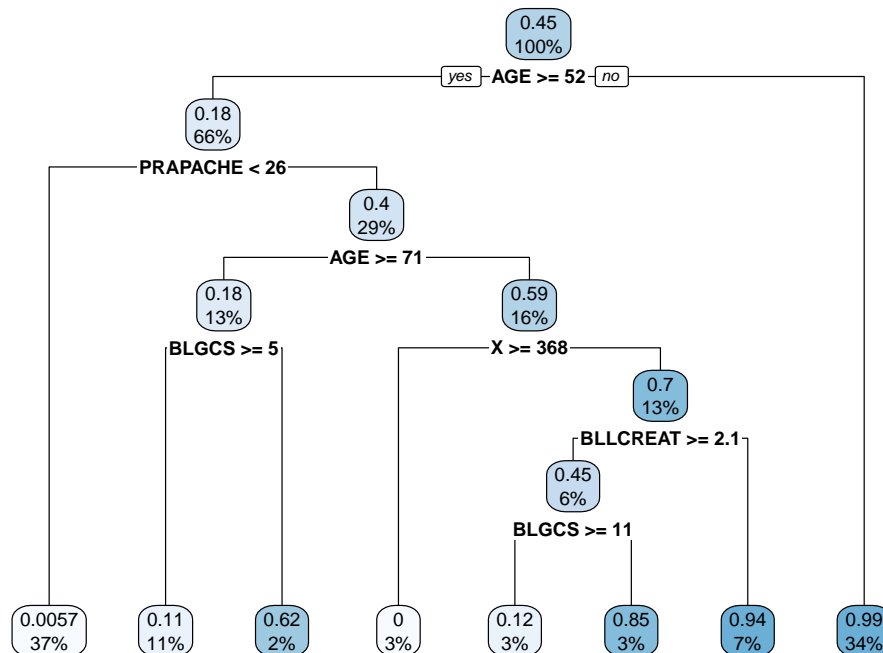 0.45
100%
yes AGE >= 52 no
0.18
66%
PRAPACHE < 26
0.4
29%
AGE >= 71
0.18
13%
0.59
16%
BLGCS >= 5
X >= 368
0.7
13%
BLLCREAT >= 2.1
0.45
6%
BLGCS >= 11
0.0057 0.11 0.62 0 0.12 0.85 0.94 0.99
37% 11% 2% 3% 3% 3% 7% 34%